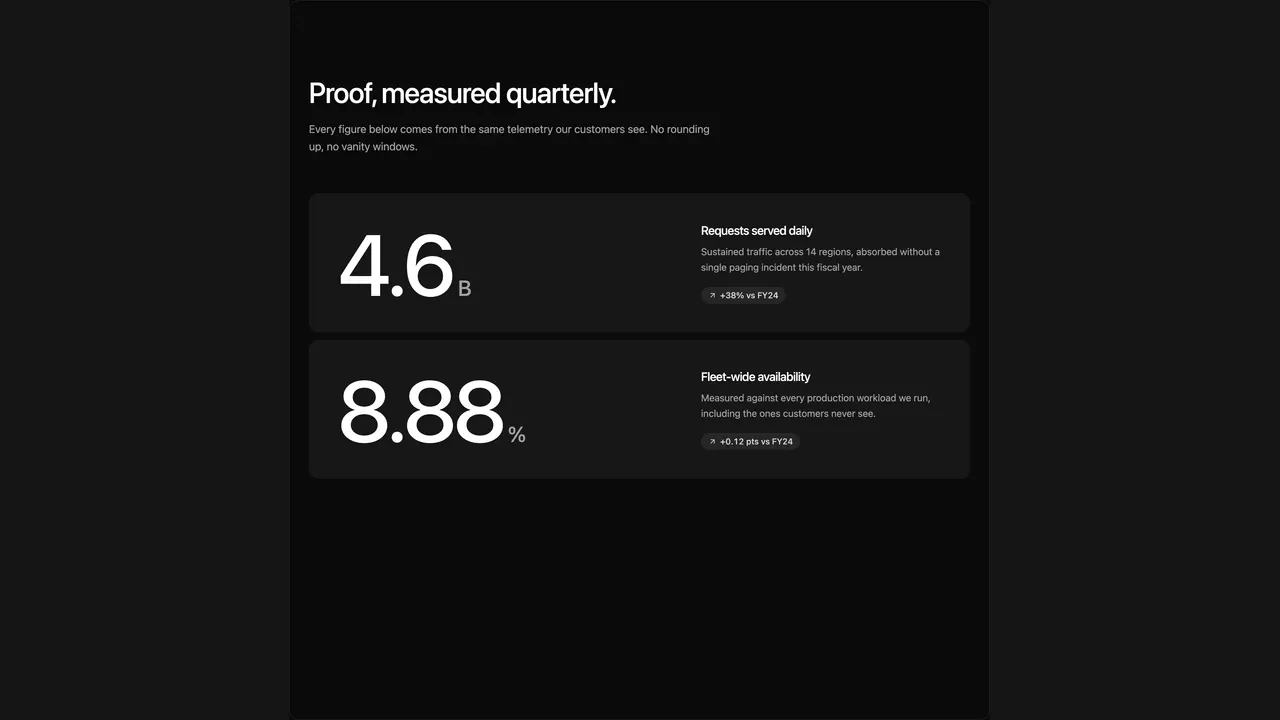 Proof, measured quarterly.
Every figure below comes from the same telemetry our customers see. No rounding
up, no vanity windows.
4.6 B
Requests served daily
Sustained traffic across 14 regions, absorbed without a
single paging incident this fiscal year.
+38% vs FY24
8.88 %
Fleet-wide availability
Measured against every production workload we run,
including the ones customers never see.
+0.12 pts vs FY24